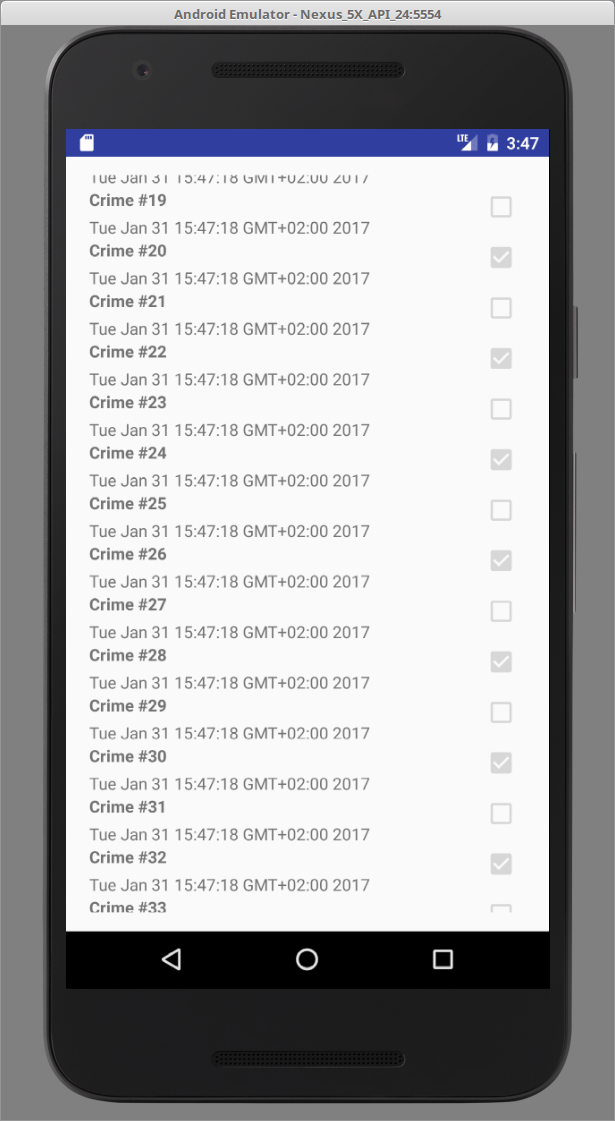 Android Emulator - Nexus_5X_API_24:5554
LTE 3:47
Tue Jan 31 15:47:18 GMT+02:00 2017
Crime #19
Tue Jan 31 15:47:18 GMT+02:00 2017
Crime #20
Tue Jan 31 15:47:18 GMT+02:00 2017
Crime #21
Tue Jan 31 15:47:18 GMT+02:00 2017
Crime #22
Tue Jan 31 15:47:18 GMT+02:00 2017
Crime #23
Tue Jan 31 15:47:18 GMT+02:00 2017
Crime #24
Tue Jan 31 15:47:18 GMT+02:00 2017
Crime #25
Tue Jan 31 15:47:18 GMT+02:00 2017
Crime #26
Tue Jan 31 15:47:18 GMT+02:00 2017
Crime #27
Tue Jan 31 15:47:18 GMT+02:00 2017
Crime #28
Tue Jan 31 15:47:18 GMT+02:00 2017
Crime #29
Tue Jan 31 15:47:18 GMT+02:00 2017
Crime #30
Tue Jan 31 15:47:18 GMT+02:00 2017
Crime #31
Tue Jan 31 15:47:18 GMT+02:00 2017
Crime #32
Tue Jan 31 15:47:18 GMT+02:00 2017
Crime #33